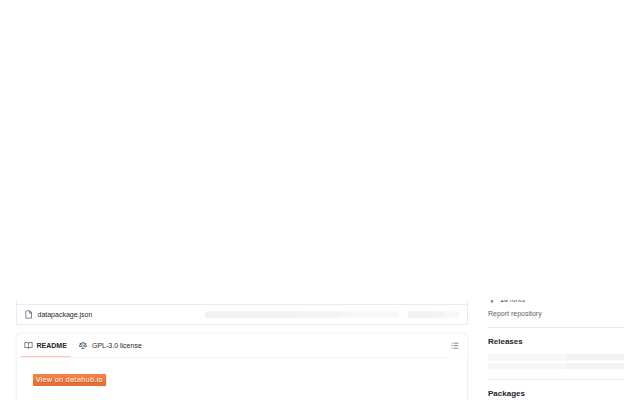 datapackage.json
Report repository
README
GPL-3.0 license
Releases
View on datahub.io
Packages